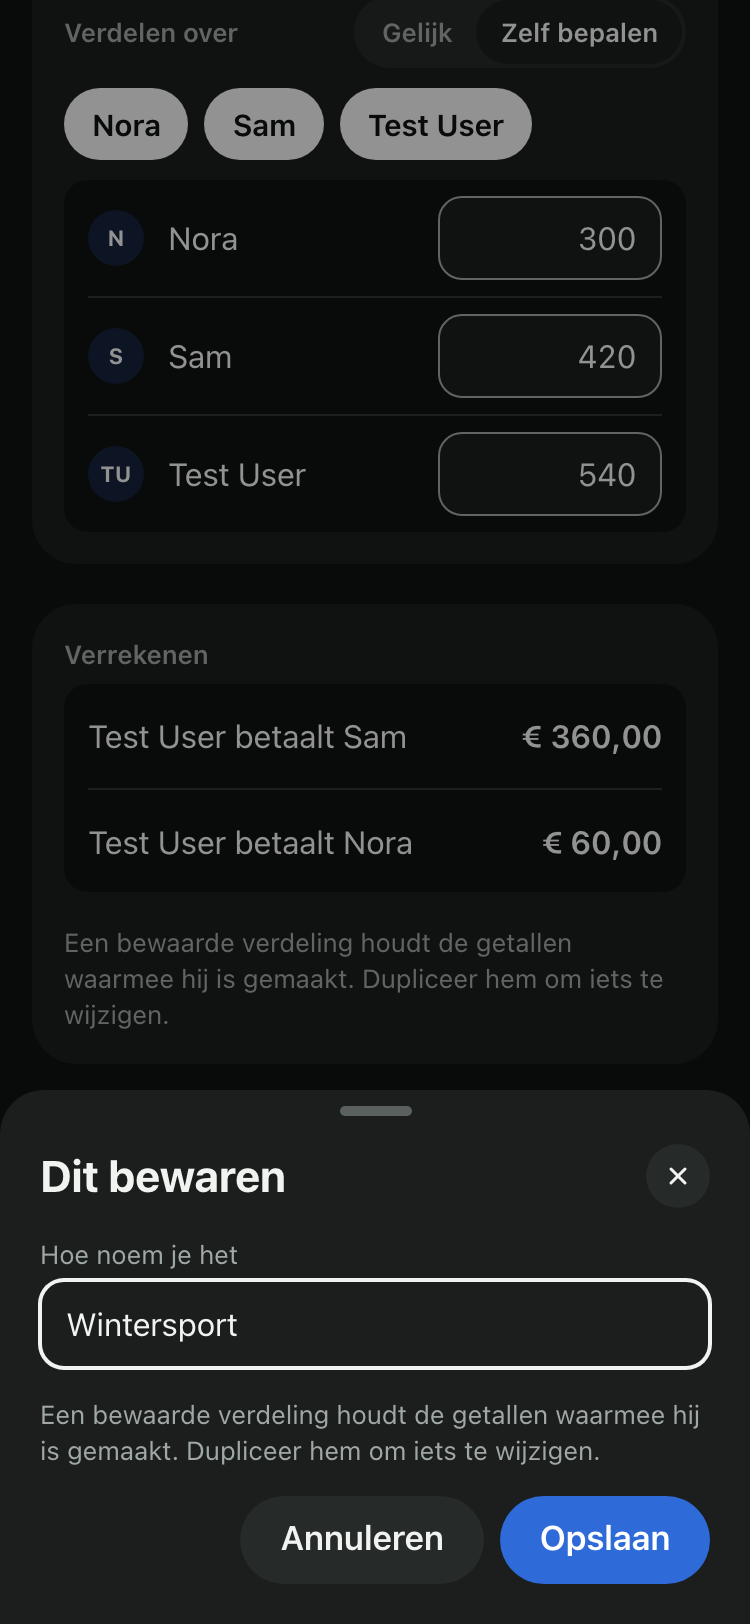 Verdelen over
Gelijk
Zelf bepalen
Nora
Sam
Test User
N
Nora
300
S
Sam
420
TU
Test User
540
Verrekenen
Test User betaalt Sam
€ 360,00
Test User betaalt Nora
€ 60,00
Een bewaarde verdeling houdt de getallen
waarmee hij is gemaakt. Dupliceer hem om iets te
wijzigen.
Dit bewaren
Hoe noem je het
Wintersport
Een bewaarde verdeling houdt de getallen waarmee hij
is gemaakt. Dupliceer hem om iets te wijzigen.
Annuleren
Opslaan